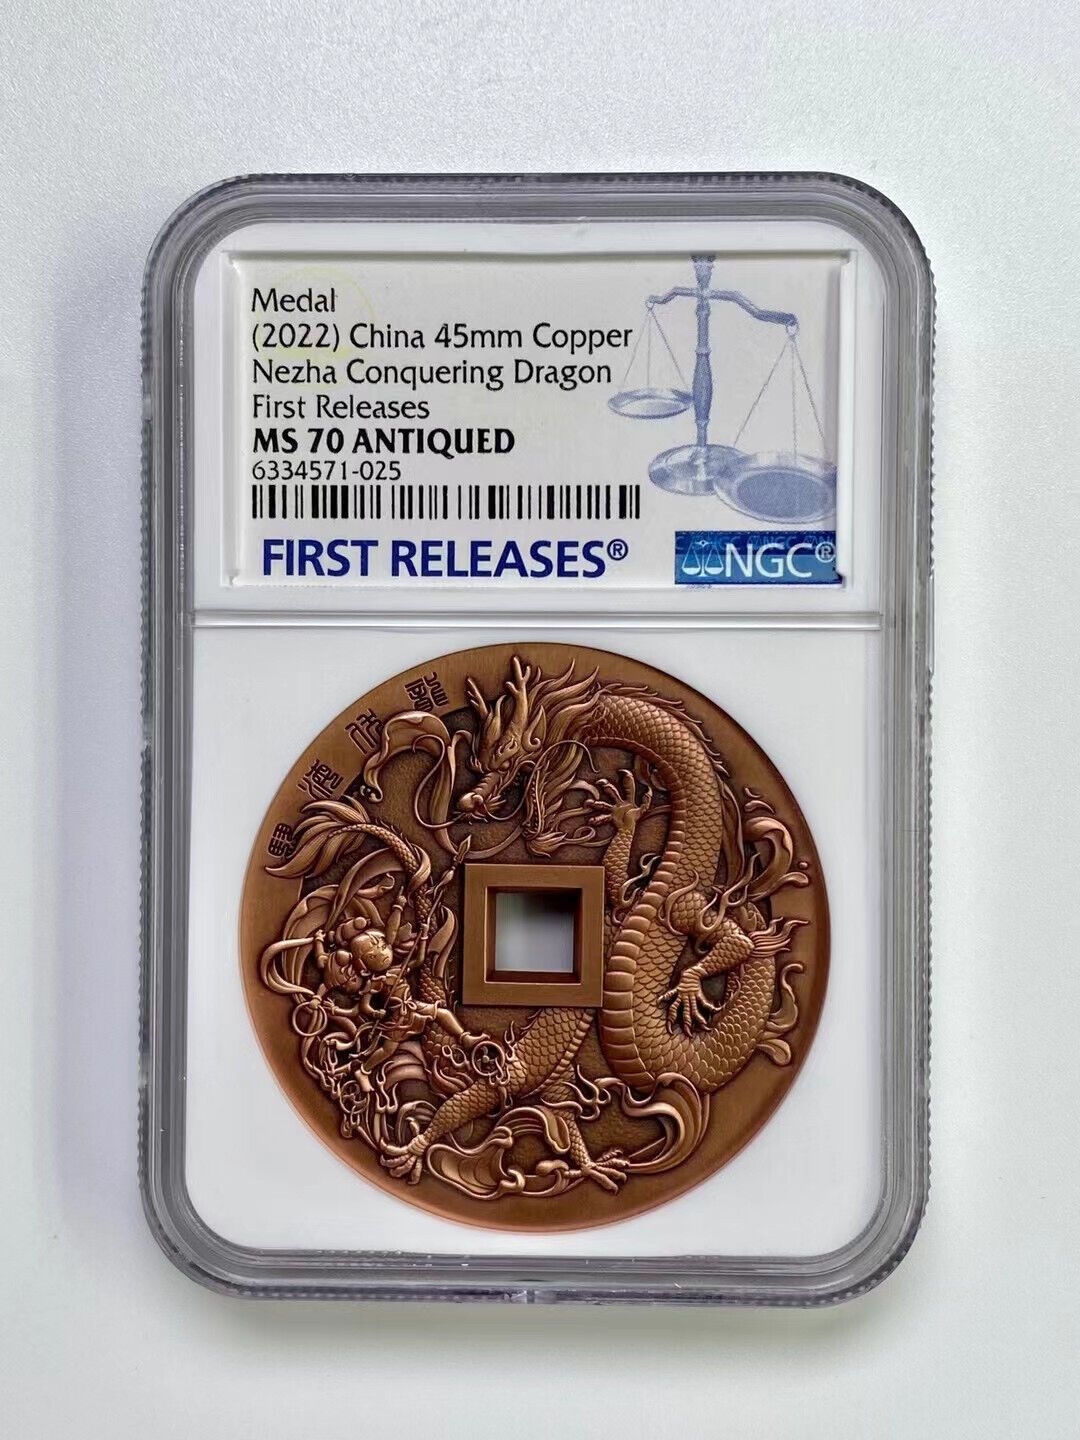 Medal
(2022) China 45mm Copper
Nezha Conquering Dragon
First Releases
MS 70 ANTIQUED
6334571-025
FIRST RELEASES®
NGC®